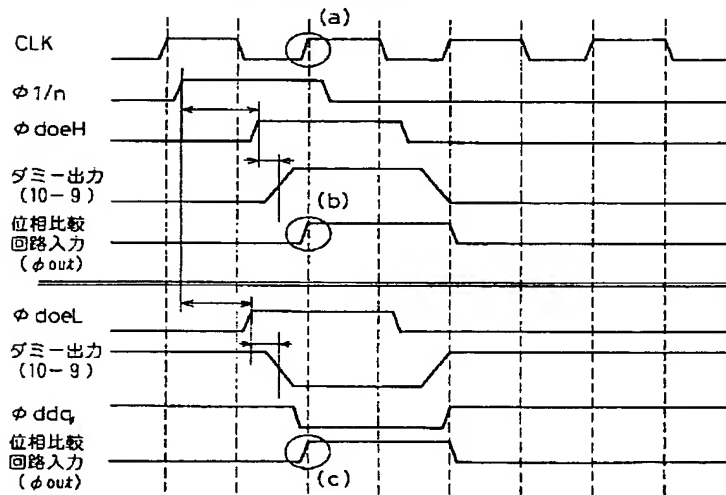 (a)
CLK
φ1/n
φdoeH
ダミー出力
(10-9)
(b)
位相比較
回路入力
(φout)
φdoeL
ダミー出力
(10-9)
φddq
位相比較
回路入力
(φout)
(c)